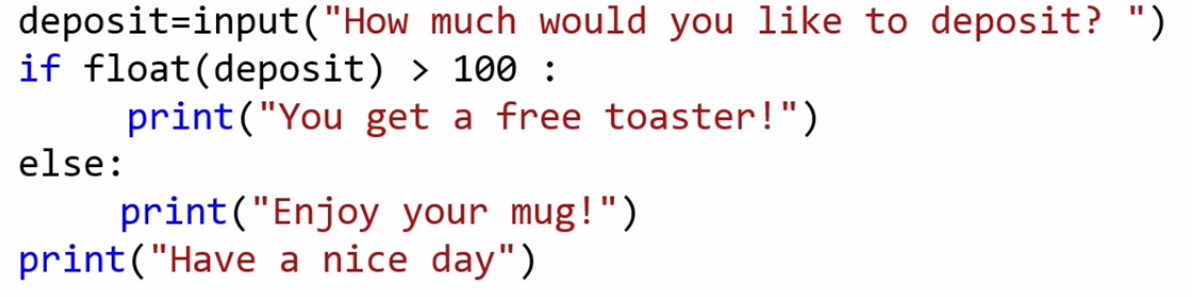 deposit=input("How much would you like to deposit? ")
if float(deposit) > 100 :
     print("You get a free toaster!")
else:
     print("Enjoy your mug!")
print("Have a nice day")